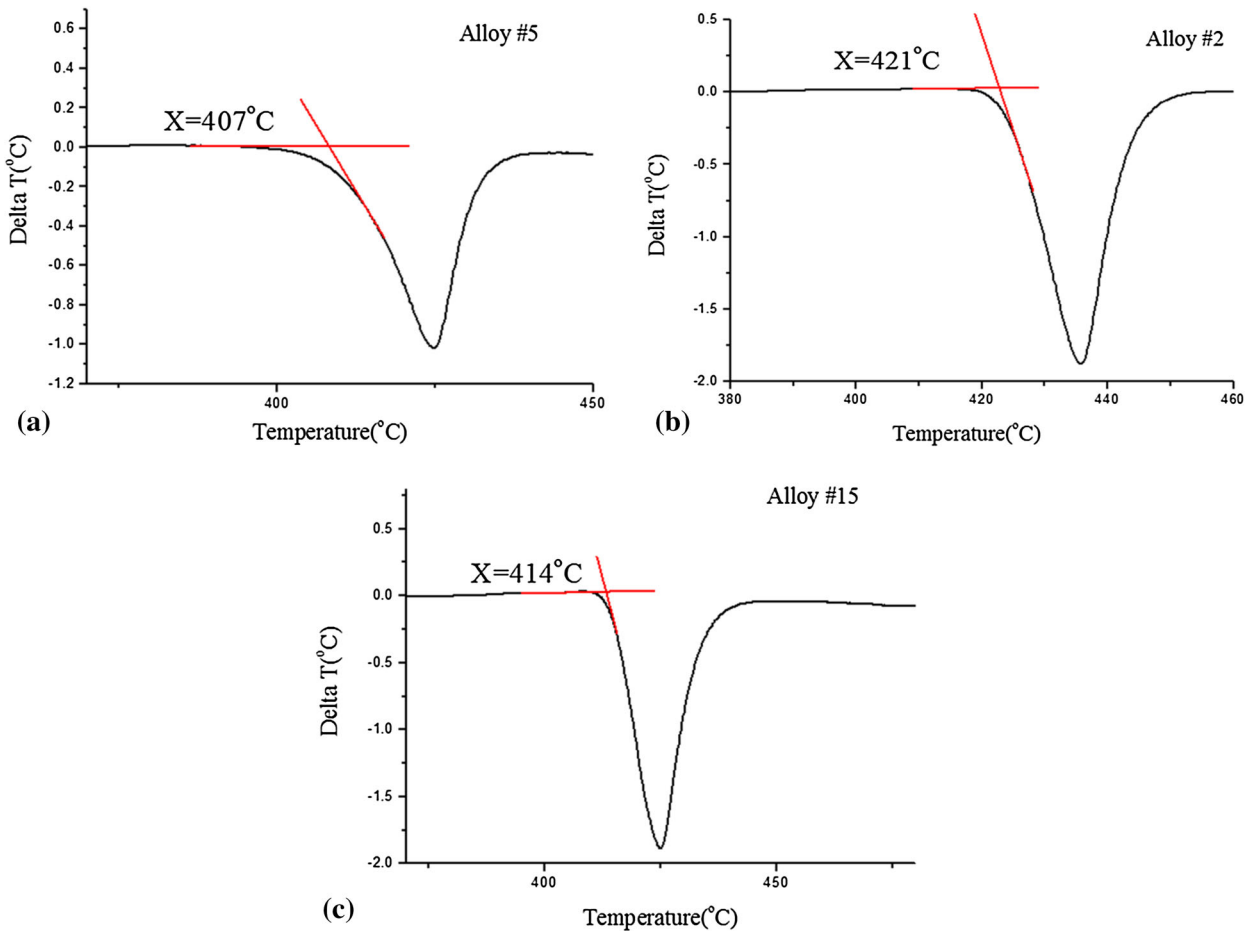 Alloy #5
X=407°C
0.6
0.4
0.2
0.0
-0.2
-0.4
-0.6
-0.8
-1.0
-1.2
Delta T(°C)
400
450
Temperature(°C)
(a)
Alloy #2
X=421°C
0.5
0.0
-0.5
-1.0
-1.5
-2.0
Delta T(°C)
380
400
420
440
460
Temperature(°C)
(b)
Alloy #15
X=414°C
0.5
0.0
-0.5
-1.0
-1.5
-2.0
Delta T(°C)
400
450
Temperature(°C)
(c)